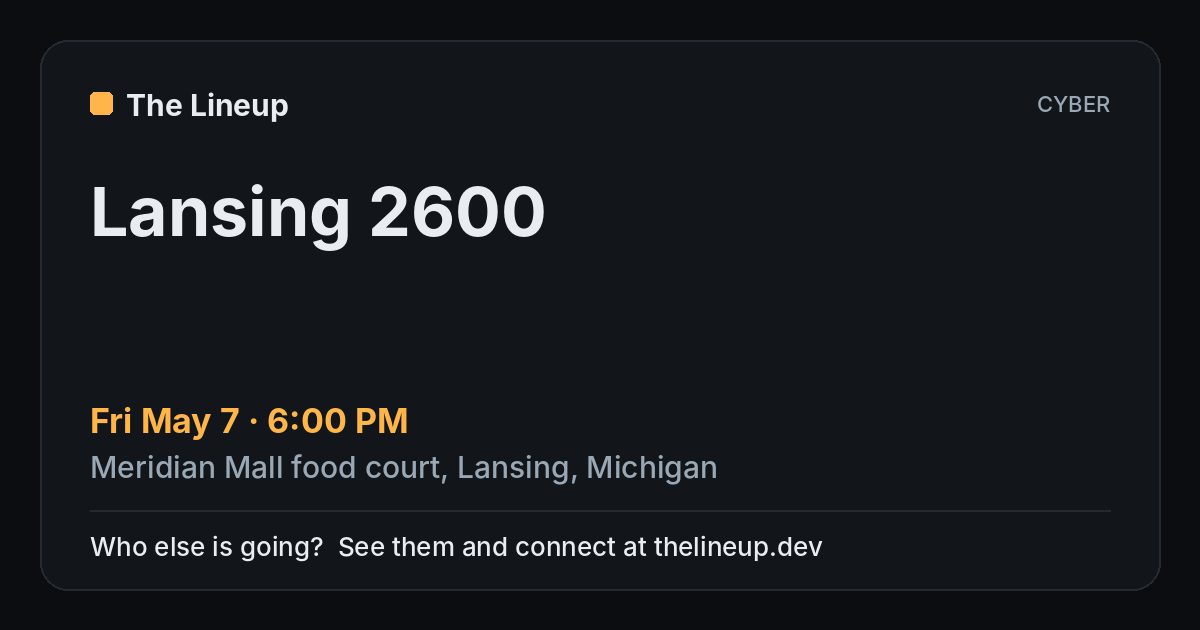 The Lineup
CYBER
Lansing 2600
Fri May 7 · 6:00 PM
Meridian Mall food court, Lansing, Michigan
Who else is going? See them and connect at thelineup.dev